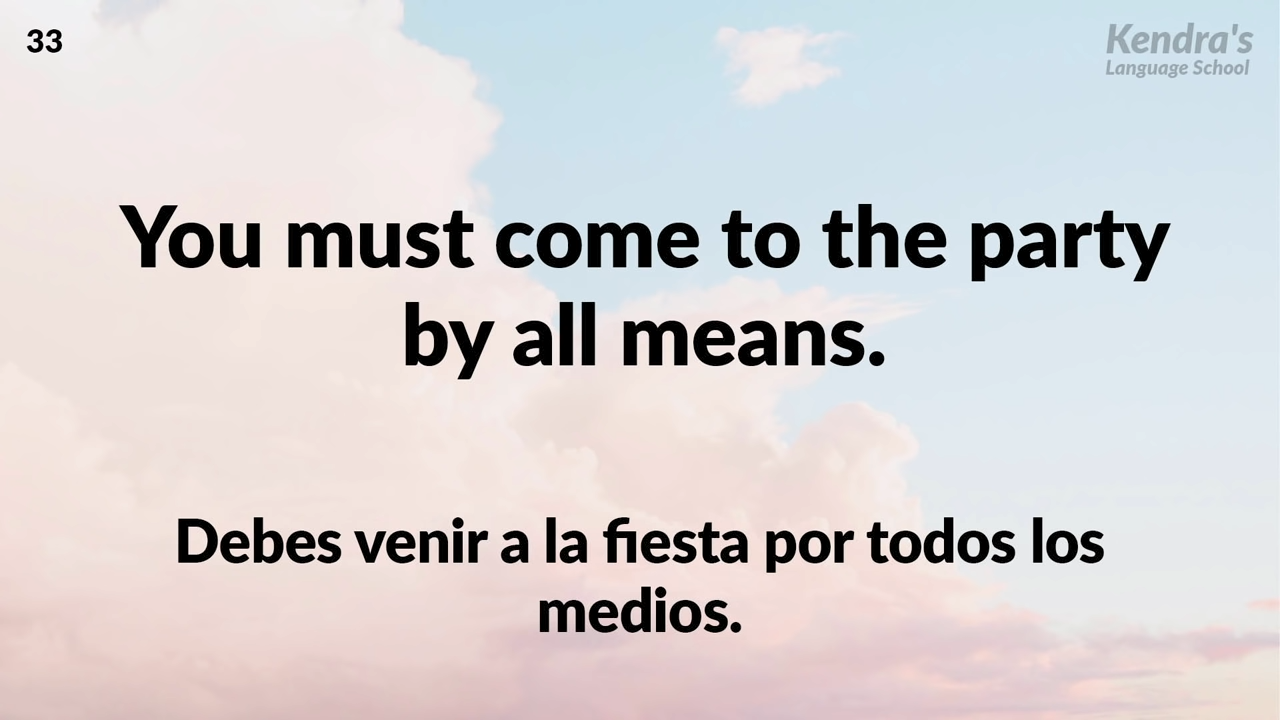 33
Kendra's
Language School
You must come to the party
by all means.
Debes venir a la fiesta por todos los
medios.